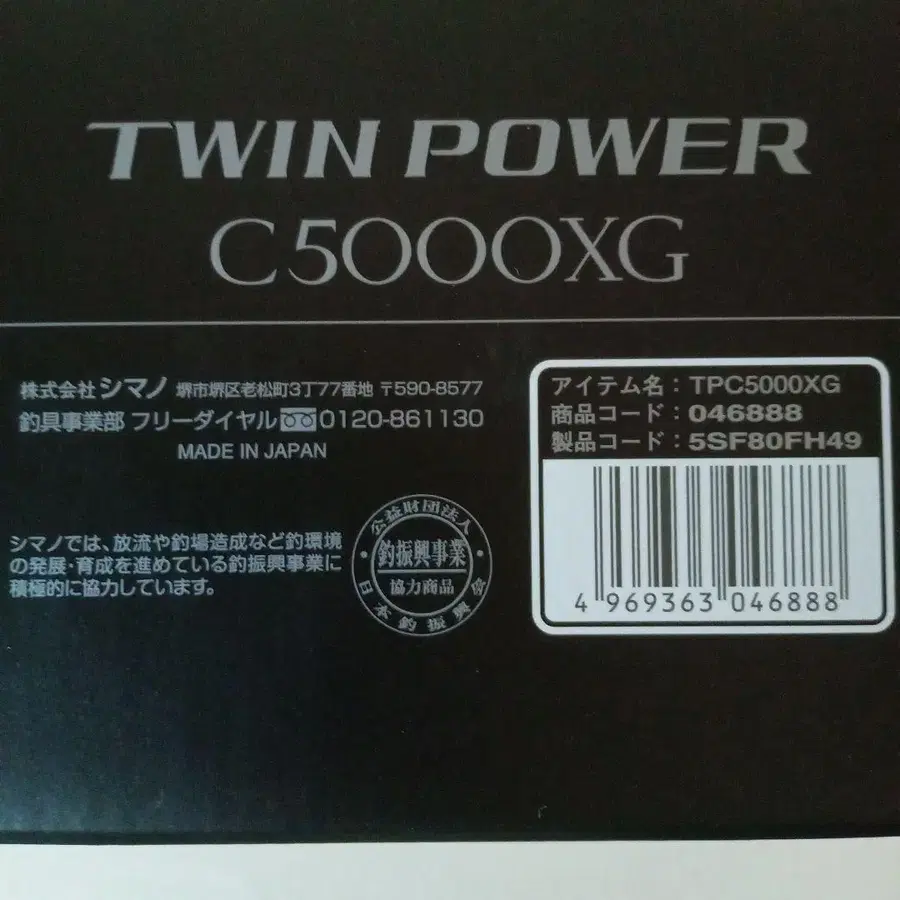 TWIN POWER
C5000XG
株式会社 シマノ 堺市堺区老松町3丁77番地 〒590-8577
釣具事業部 フリーダイヤル 0120-861130
MADE IN JAPAN
シマノでは、放流や釣場造成など釣環境
の発展・育成を進めている釣振興事業に
積極的に協力しています。
公益財団法人
釣振興事業
協力商品
日本釣振興会
アイテム名：TPC5000XG
商品コード：046888
製品コード：5SF80FH49
4 969363 046888